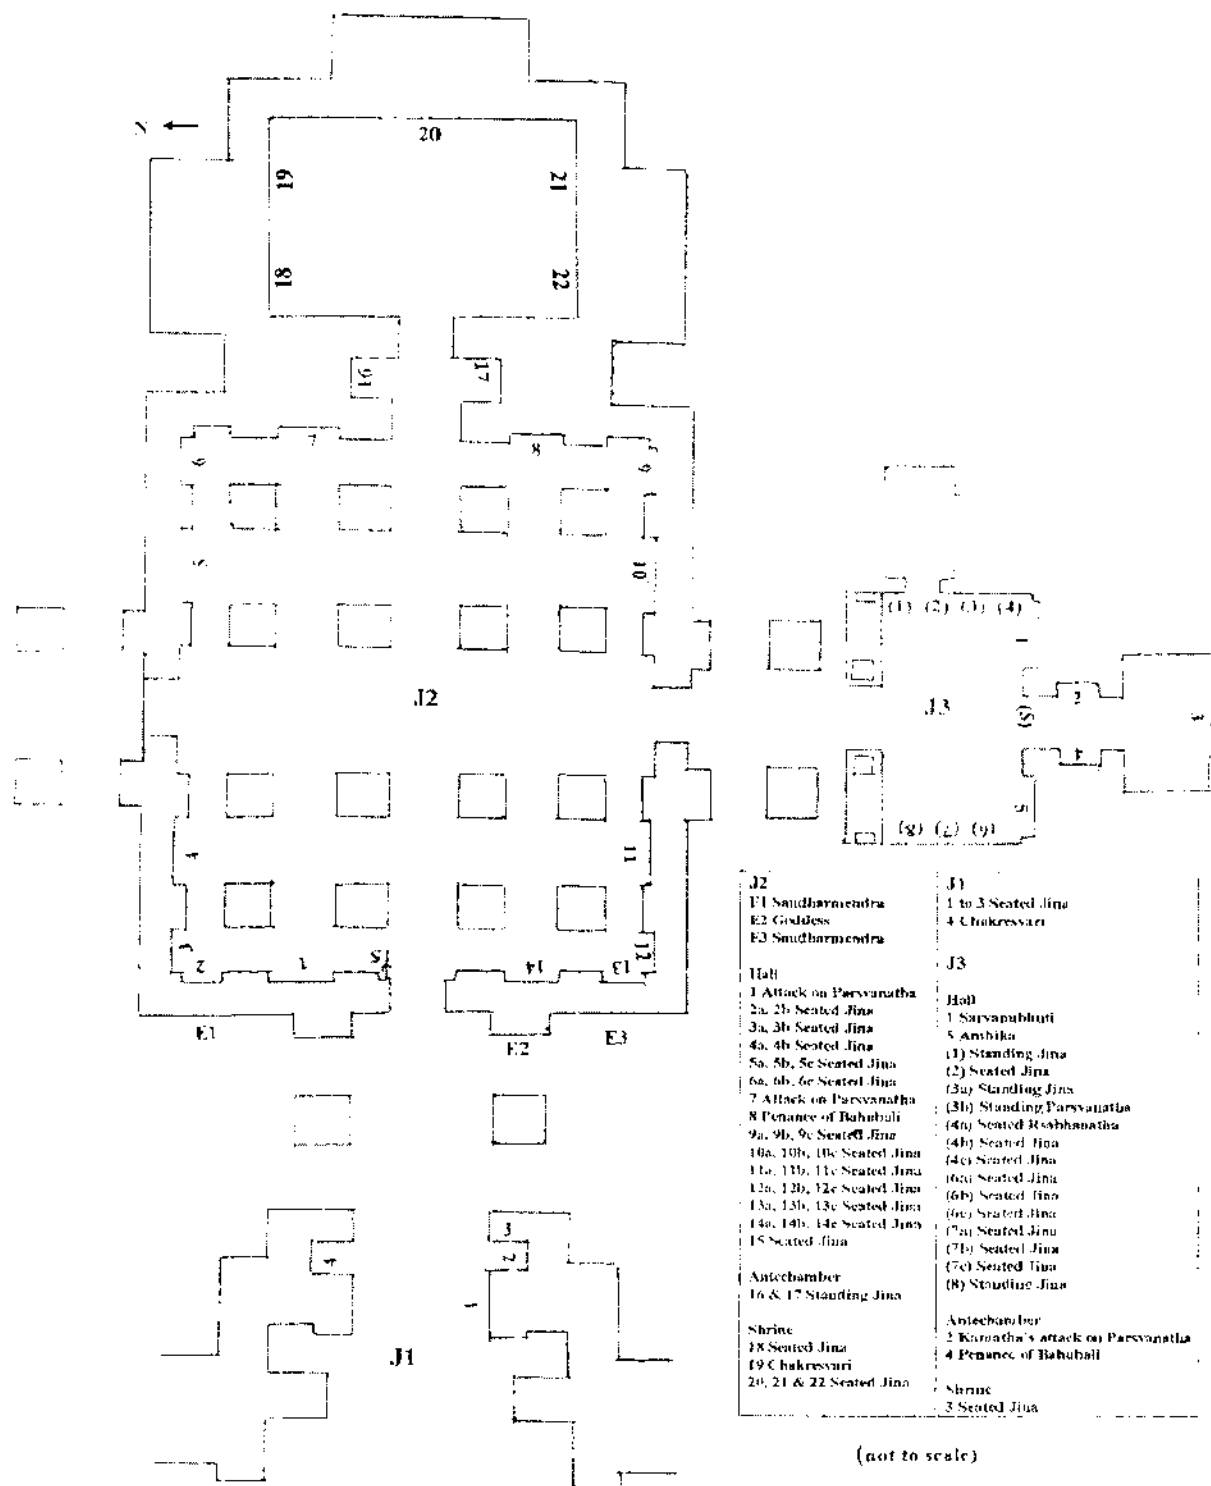 N
20
19
21
18
22
16
17
7
8
6
9
5
10
(1) (2) (3) (4)
1
J2
J3
2
(5)
3
4
5
4
11
(8) (7) (6)
3
12
2
1
15
14
13
E1
E2
E3
3
4
2
1
J1
J2
E1 Saudharmendra
E2 Goddess
E3 Saudharmendra
Hall
1 Attack on Parsvanatha
2a, 2b Seated Jina
3a, 3b Seated Jina
4a, 4b Seated Jina
5a, 5b, 5c Seated Jina
6a, 6b, 6c Seated Jina
7 Attack on Parsvanatha
8 Penance of Bahubali
9a, 9b, 9c Seated Jina
10a, 10b, 10c Seated Jina
11a, 11b, 11c Seated Jina
12a, 12b, 12c Seated Jina
13a, 13b, 13c Seated Jina
14a, 14b, 14c Seated Jina
15 Seated Jina
Antechamber
16 & 17 Standing Jina
Shrine
18 Seated Jina
19 Chakresvari
20, 21 & 22 Seated Jina
J1
1 to 3 Seated Jina
4 Chakresvari
J3
Hall
1 Sarvanubhuti
5 Ambika
(1) Standing Jina
(2) Seated Jina
(3a) Standing Jina
(3b) Standing Parsvanatha
(4a) Seated Rsabhanatha
(4b) Seated Jina
(4c) Seated Jina
(6a) Seated Jina
(6b) Seated Jina
(6c) Seated Jina
(7a) Seated Jina
(7b) Seated Jina
(7c) Seated Jina
(8) Standing Jina
Antechamber
2 Kamatha's attack on Parsvanatha
4 Penance of Bahubali
Shrine
3 Seated Jina
(not to scale)